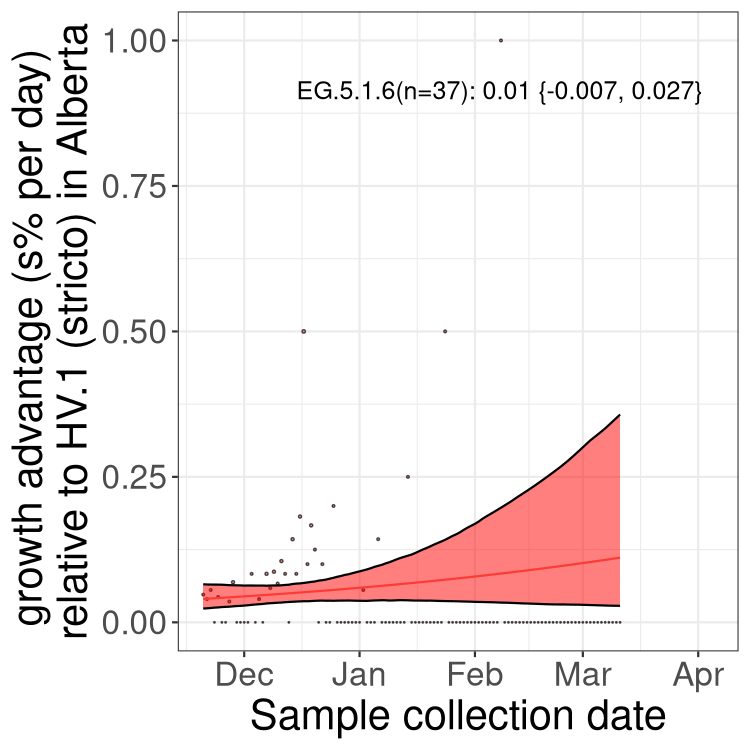 growth advantage (s% per day)
relative to HV.1 (stricto) in Alberta
1.00
0.75
0.50
0.25
0.00
EG.5.1.6(n=37): 0.01 {-0.007, 0.027}
Dec Jan Feb Mar Apr
Sample collection date